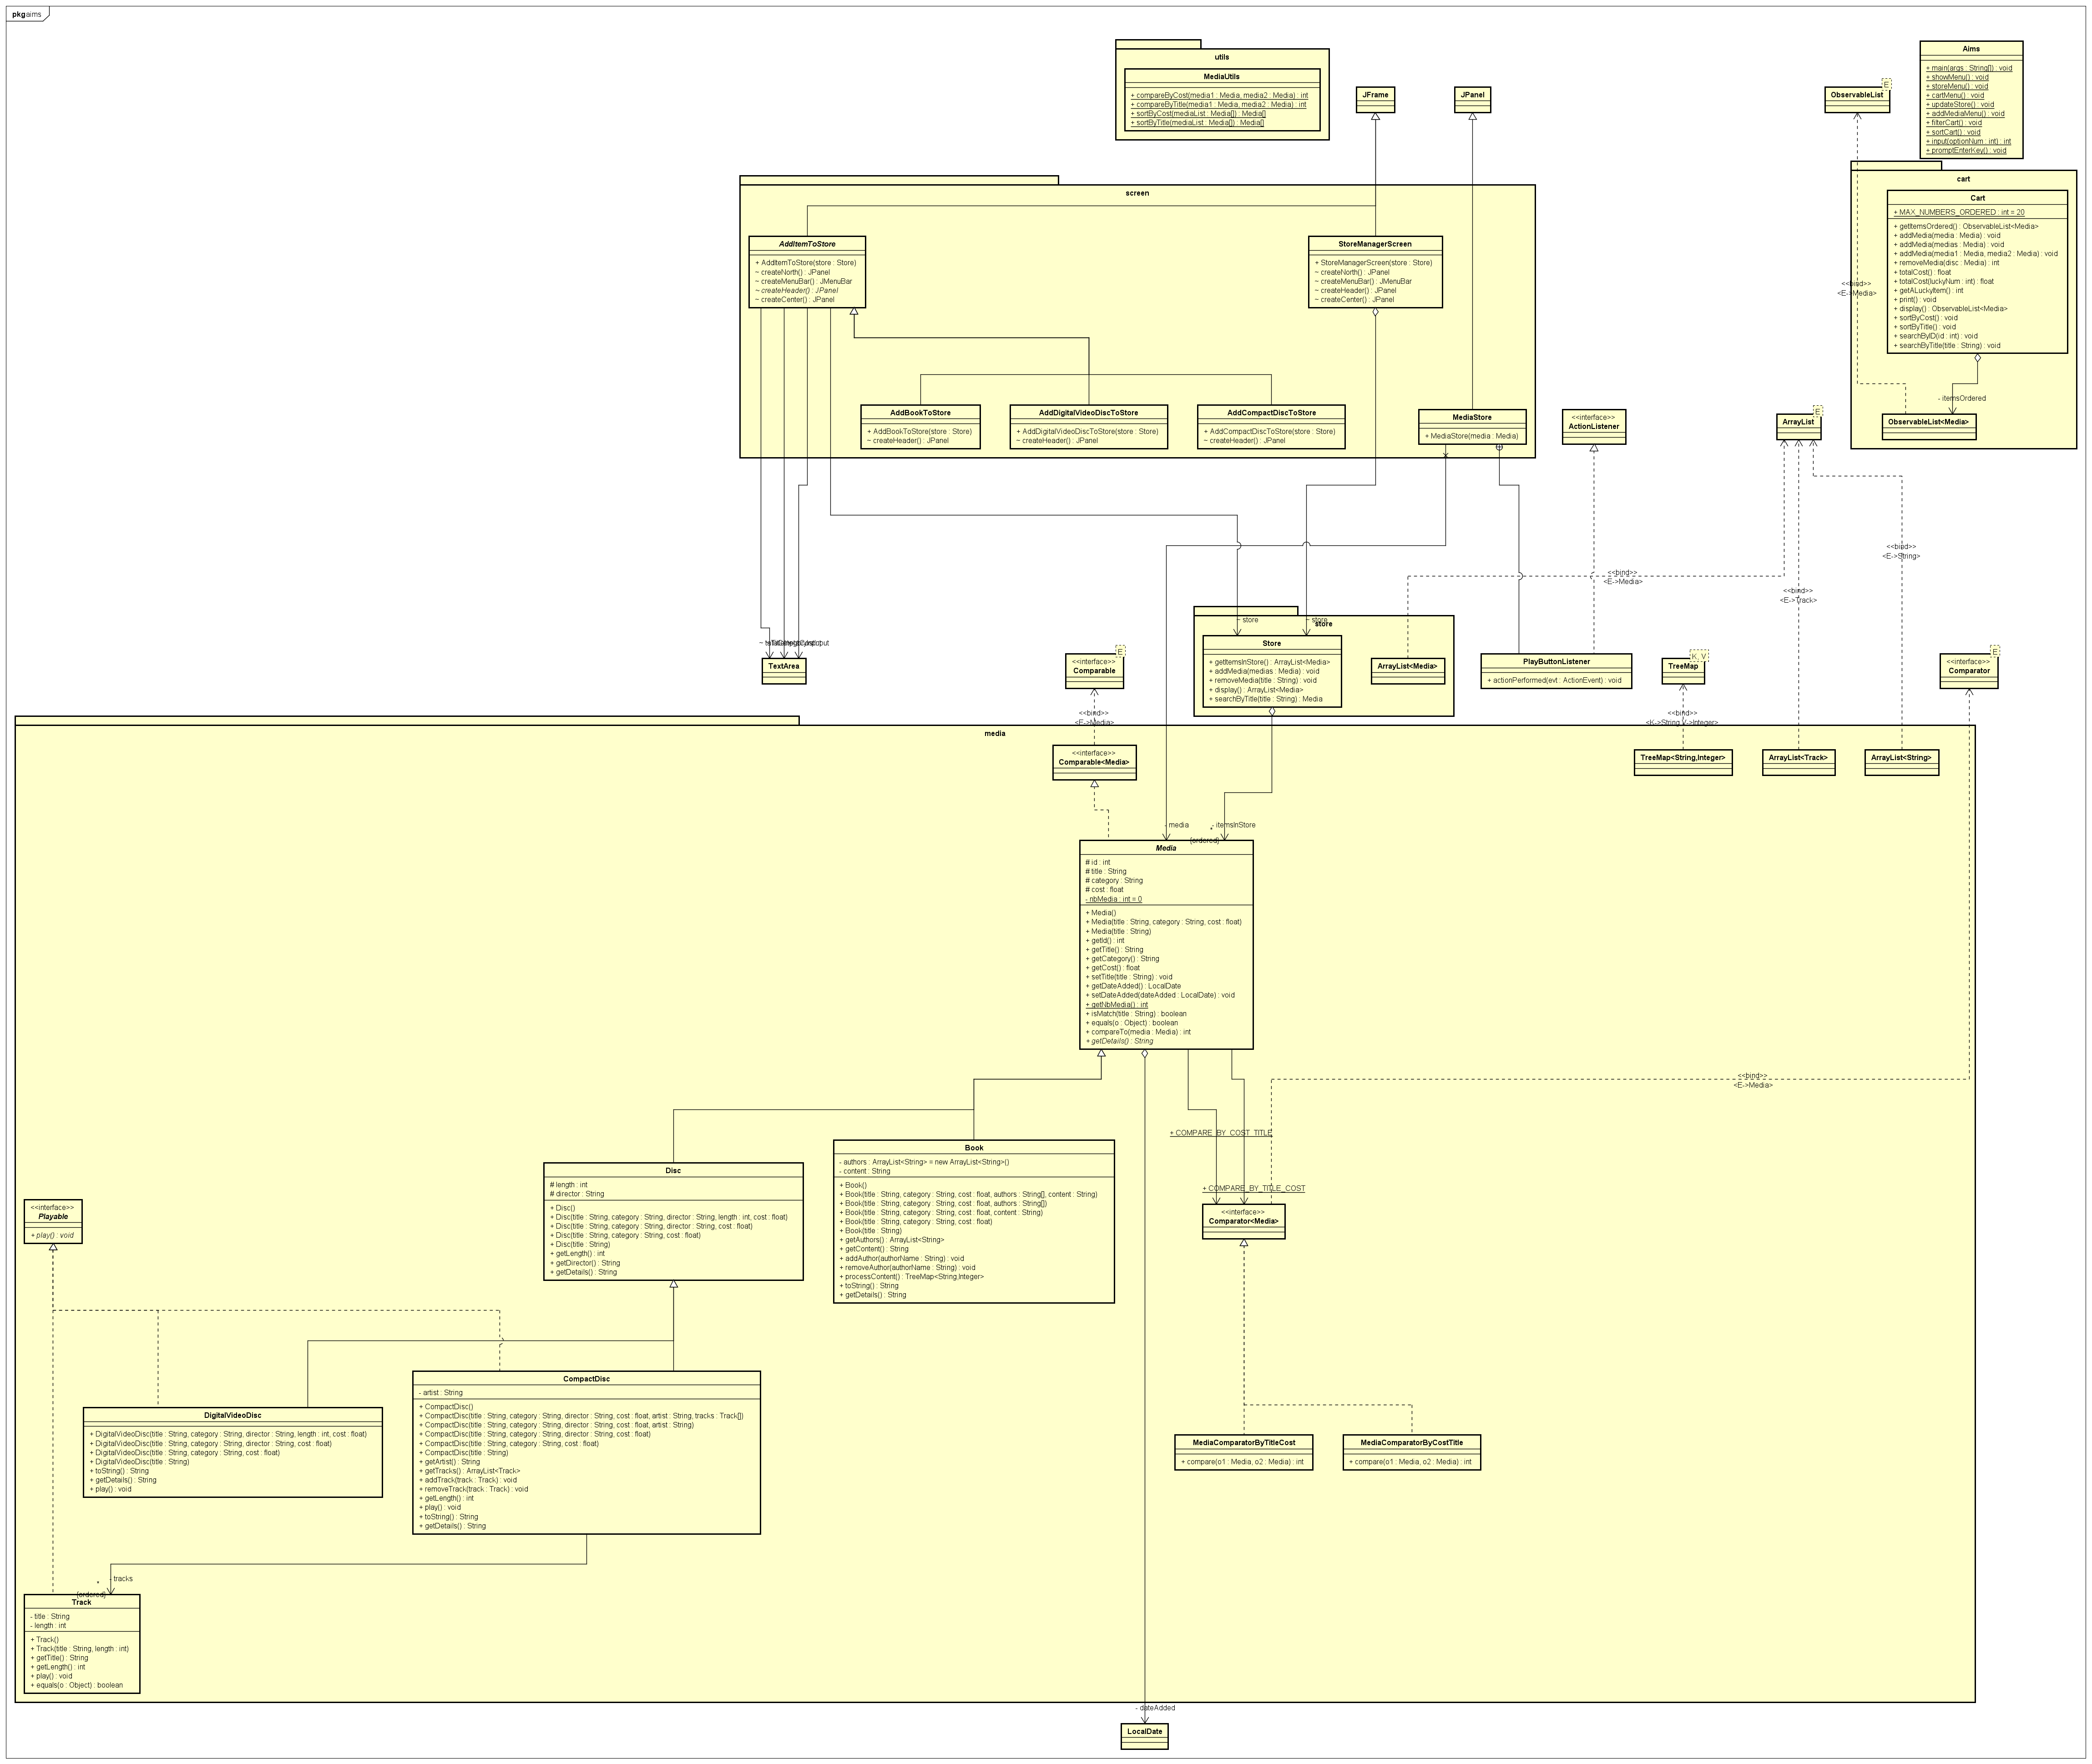 pkg aims
utils
MediaUtils
+ compareByCost(media1 : Media, media2 : Media) : int
+ compareByTitle(media1 : Media, media2 : Media) : int
+ sortByCost(mediaList : Media[]) : Media[]
+ sortByTitle(mediaList : Media[]) : Media[]
JFrame
JPanel
E
ObservableList
Aims
+ main(args : String[]) : void
+ showMenu() : void
+ storeMenu() : void
+ cartMenu() : void
+ updateStore() : void
+ addMediaMenu() : void
+ filterCart() : void
+ sortCart() : void
+ input(optionNum : int) : int
+ promptEnterKey() : void
cart
Cart
+ MAX_NUMBERS_ORDERED : int = 20
+ getItemsOrdered() : ObservableList<Media>
+ addMedia(media : Media) : void
+ addMedia(medias : Media) : void
+ addMedia(media1 : Media, media2 : Media) : void
+ removeMedia(disc : Media) : int
+ totalCost() : float
+ totalCost(luckyNum : int) : float
+ getALuckyItem() : int
+ print() : void
+ display() : ObservableList<Media>
+ sortByCost() : void
+ sortByTitle() : void
+ searchByID(id : int) : void
+ searchByTitle(title : String) : void
<<bind>>
<E->Media>
- itemsOrdered
ObservableList<Media>
screen
AddItemToStore
+ AddItemToStore(store : Store)
~ createNorth() : JPanel
~ createMenuBar() : JMenuBar
~ createHeader() : JPanel
~ createCenter() : JPanel
StoreManagerScreen
+ StoreManagerScreen(store : Store)
~ createNorth() : JPanel
~ createMenuBar() : JMenuBar
~ createHeader() : JPanel
~ createCenter() : JPanel
AddBookToStore
+ AddBookToStore(store : Store)
~ createHeader() : JPanel
AddDigitalVideoDiscToStore
+ AddDigitalVideoDiscToStore(store : Store)
~ createHeader() : JPanel
AddCompactDiscToStore
+ AddCompactDiscToStore(store : Store)
~ createHeader() : JPanel
MediaStore
+ MediaStore(media : Media)
<<interface>>
ActionListener
E
ArrayList
<<bind>>
<E->String>
<<bind>>
<E->Media>
<<bind>>
<E->Track>
TextArea
store
~ store
~ store
Store
+ getItemsInStore() : ArrayList<Media>
+ addMedia(medias : Media) : void
+ removeMedia(title : String) : void
+ display() : ArrayList<Media>
+ searchByTitle(title : String) : Media
ArrayList<Media>
PlayButtonListener
+ actionPerformed(evt : ActionEvent) : void
E
<<interface>>
Comparable
K, V
TreeMap
E
<<interface>>
Comparator
<<bind>>
<E->Media>
<<bind>>
<K->String,V->Integer>
media
<<interface>>
Comparable<Media>
TreeMap<String,Integer>
ArrayList<Track>
ArrayList<String>
- media
- itemsInStore
*
{ordered}
Media
# id : int
# title : String
# category : String
# cost : float
- nbMedia : int = 0
+ Media()
+ Media(title : String, category : String, cost : float)
+ Media(title : String)
+ getId() : int
+ getTitle() : String
+ getCategory() : String
+ getCost() : float
+ setTitle(title : String) : void
+ getDateAdded() : LocalDate
+ setDateAdded(dateAdded : LocalDate) : void
+ getNbMedia() : int
+ isMatch(title : String) : boolean
+ equals(o : Object) : boolean
+ compareTo(media : Media) : int
+ getDetails() : String
<<bind>>
<E->Media>
+ COMPARE_BY_COST_TITLE
+ COMPARE_BY_TITLE_COST
<<interface>>
Comparator<Media>
Book
- authors : ArrayList<String> = new ArrayList<String>()
- content : String
+ Book()
+ Book(title : String, category : String, cost : float, authors : String[], content : String)
+ Book(title : String, category : String, cost : float, authors : String[])
+ Book(title : String, category : String, cost : float, content : String)
+ Book(title : String, category : String, cost : float)
+ Book(title : String)
+ getAuthors() : ArrayList<String>
+ getContent() : String
+ addAuthor(authorName : String) : void
+ removeAuthor(authorName : String) : void
+ processContent() : TreeMap<String,Integer>
+ toString() : String
+ getDetails() : String
Disc
# length : int
# director : String
+ Disc()
+ Disc(title : String, category : String, director : String, length : int, cost : float)
+ Disc(title : String, category : String, director : String, cost : float)
+ Disc(title : String, category : String, cost : float)
+ Disc(title : String)
+ getLength() : int
+ getDirector() : String
+ getDetails() : String
<<interface>>
Playable
+ play() : void
DigitalVideoDisc
+ DigitalVideoDisc(title : String, category : String, director : String, length : int, cost : float)
+ DigitalVideoDisc(title : String, category : String, director : String, cost : float)
+ DigitalVideoDisc(title : String, category : String, cost : float)
+ DigitalVideoDisc(title : String)
+ toString() : String
+ getDetails() : String
+ play() : void
CompactDisc
- artist : String
+ CompactDisc()
+ CompactDisc(title : String, category : String, director : String, cost : float, artist : String, tracks : Track[])
+ CompactDisc(title : String, category : String, director : String, cost : float, artist : String)
+ CompactDisc(title : String, category : String, director : String, cost : float)
+ CompactDisc(title : String, category : String, cost : float)
+ CompactDisc(title : String)
+ getArtist() : String
+ getTracks() : ArrayList<Track>
+ addTrack(track : Track) : void
+ removeTrack(track : Track) : void
+ getLength() : int
+ play() : void
+ toString() : String
+ getDetails() : String
MediaComparatorByTitleCost
+ compare(o1 : Media, o2 : Media) : int
MediaComparatorByCostTitle
+ compare(o1 : Media, o2 : Media) : int
- tracks
*
{ordered}
Track
- title : String
- length : int
+ Track()
+ Track(title : String, length : int)
+ getTitle() : String
+ getLength() : int
+ play() : void
+ equals(o : Object) : boolean
- dateAdded
LocalDate